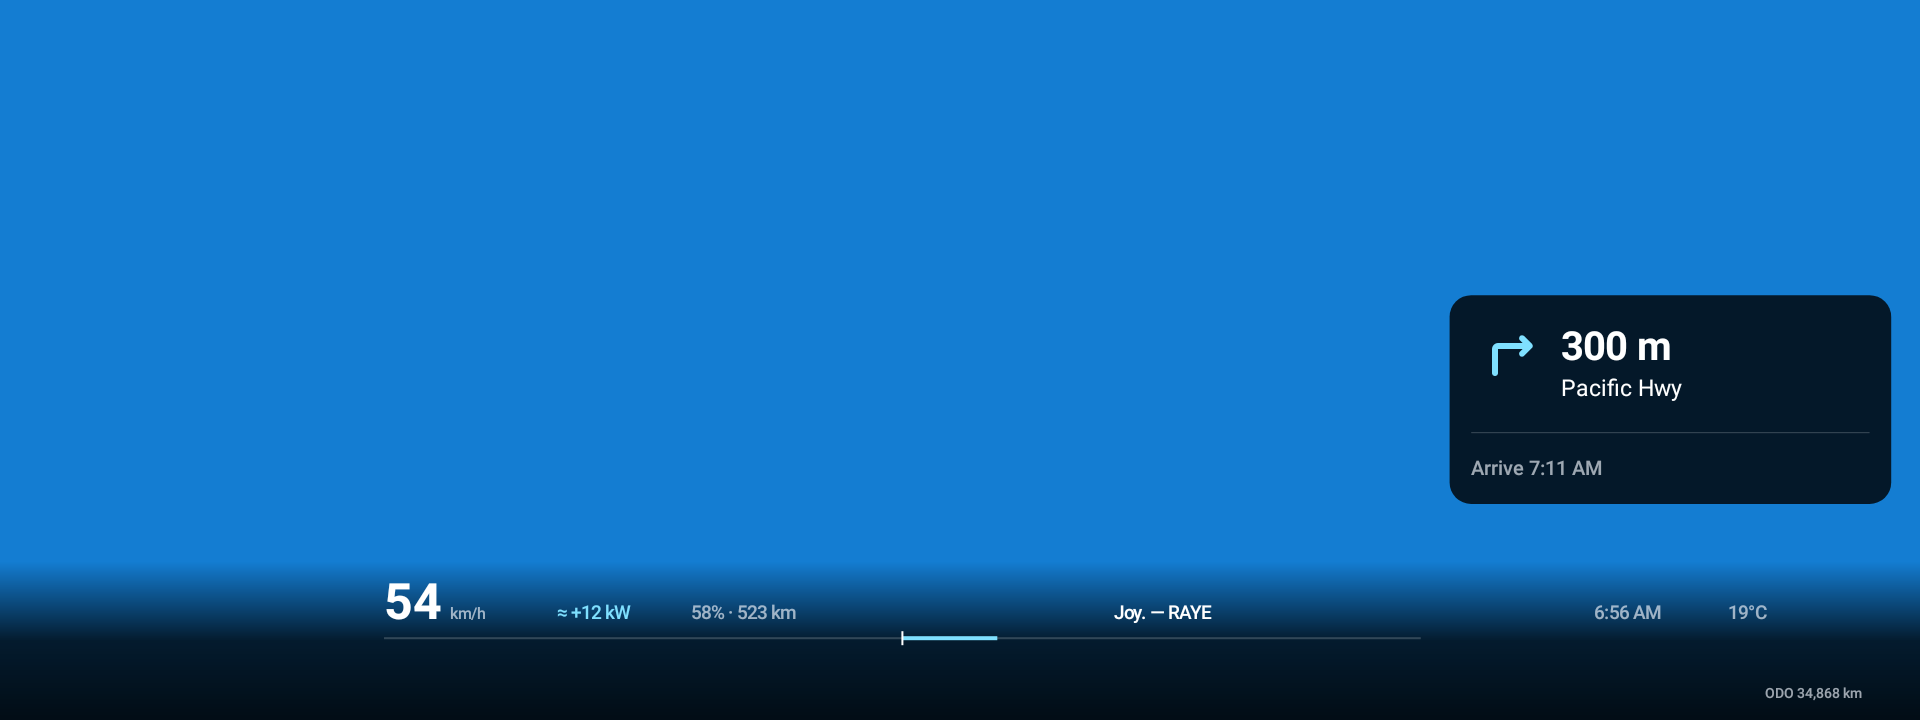 300 m
Pacific Hwy
Arrive 7:11 AM
54 km/h ≈ +12 kW 58% · 523 km Joy. — RAYE 6:56 AM 19°C
ODO 34,868 km